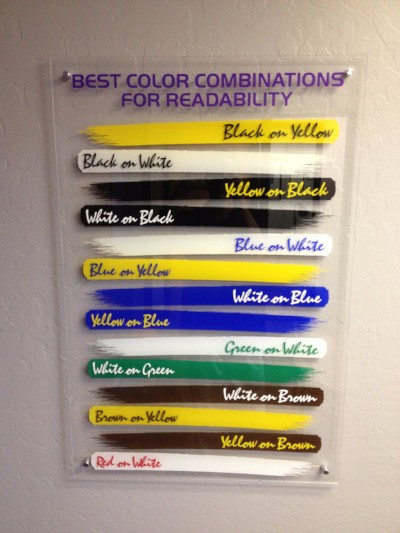 BEST COLOR COMBINATIONS
FOR READABILITY
Black on Yellow
Black on White
Yellow on Black
White on Black
Blue on White
Blue on Yellow
White on Blue
Yellow on Blue
Green on White
White on Green
White on Brown
Brown on Yellow
Yellow on Brown
Red on White